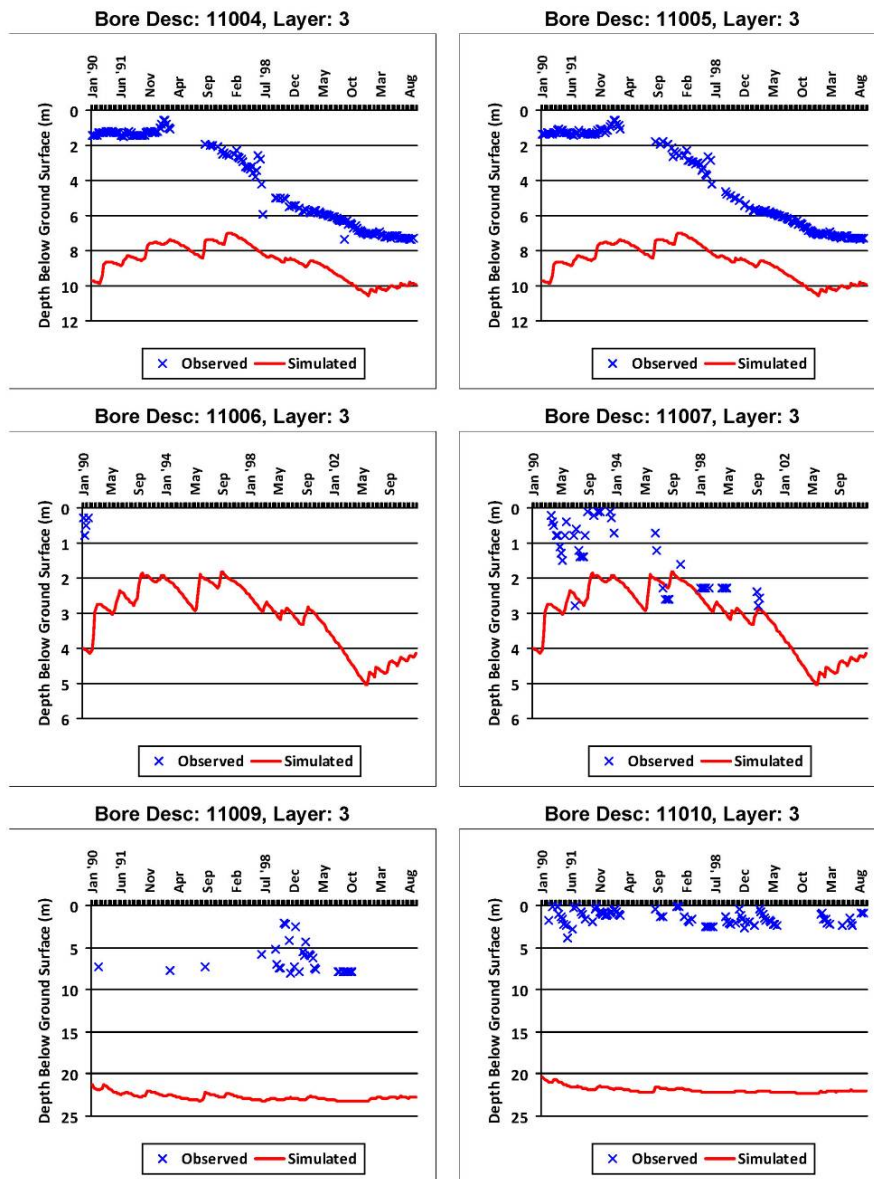 Bore Desc: 11004, Layer: 3
Jan '90 Jun '91 Nov Apr Sep Feb Jul '98 Dec May Oct Mar Aug
Depth Below Ground Surface (m)
0
2
4
6
8
10
12
Observed Simulated
Bore Desc: 11005, Layer: 3
Jan '90 Jun '91 Nov Apr Sep Feb Jul '98 Dec May Oct Mar Aug
Depth Below Ground Surface (m)
0
2
4
6
8
10
12
Observed Simulated
Bore Desc: 11006, Layer: 3
Jan '90 May Sep Jan '94 May Sep Jan '98 May Sep Jan '02 May Sep
Depth Below Ground Surface (m)
0
1
2
3
4
5
6
Observed Simulated
Bore Desc: 11007, Layer: 3
Jan '90 May Sep Jan '94 May Sep Jan '98 May Sep Jan '02 May Sep
Depth Below Ground Surface (m)
0
1
2
3
4
5
6
Observed Simulated
Bore Desc: 11009, Layer: 3
Jan '90 Jun '91 Nov Apr Sep Feb Jul '98 Dec May Oct Mar Aug
Depth Below Ground Surface (m)
0
5
10
15
20
25
Observed Simulated
Bore Desc: 11010, Layer: 3
Jan '90 Jun '91 Nov Apr Sep Feb Jul '98 Dec May Oct Mar Aug
Depth Below Ground Surface (m)
0
5
10
15
20
25
Observed Simulated